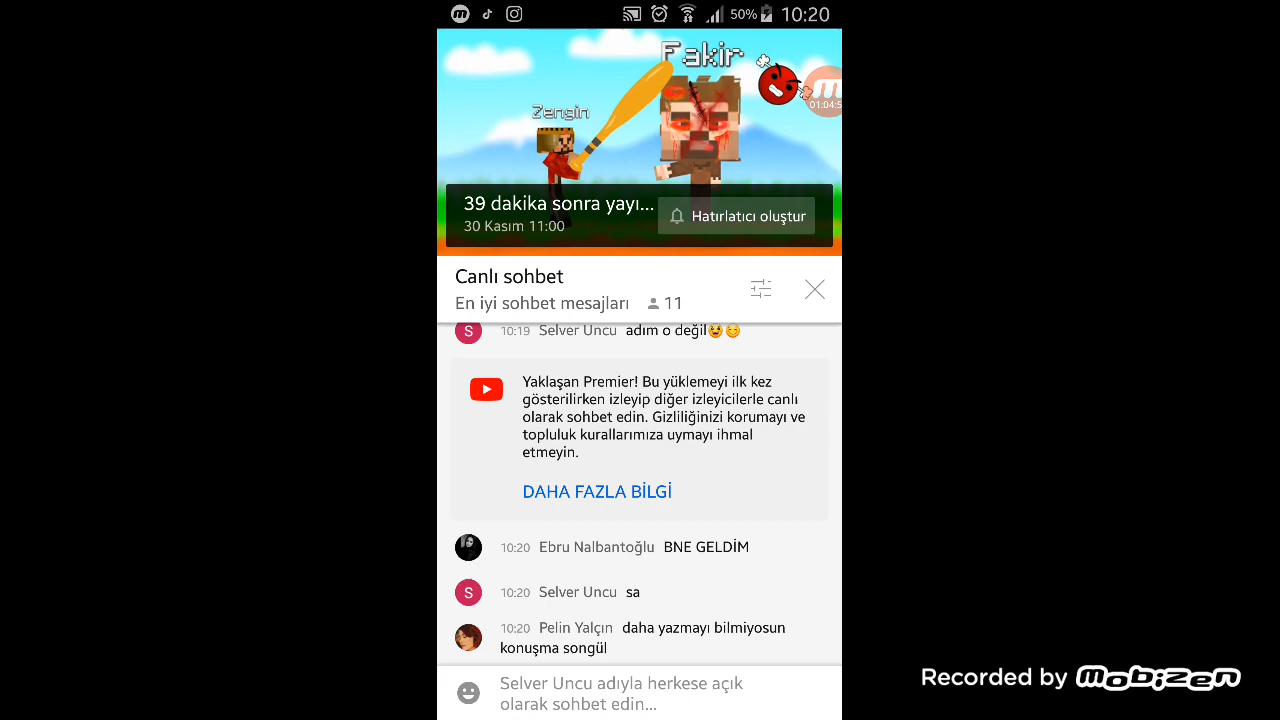 50% 10:20
Fakir
01:04:5
Zengin
39 dakika sonra yayı...
30 Kasım 11:00
Hatırlatıcı oluştur
Canlı sohbet
En iyi sohbet mesajları 11
S 10:19 Selver Uncu adım o değil😆😊
Yaklaşan Premier! Bu yüklemeyi ilk kez
gösterilirken izleyip diğer izleyicilerle canlı
olarak sohbet edin. Gizliliğinizi korumayı ve
topluluk kurallarımıza uymayı ihmal
etmeyin.
DAHA FAZLA BİLGİ
10:20 Ebru Nalbantoğlu BNE GELDİM
S 10:20 Selver Uncu sa
10:20 Pelin Yalçın daha yazmayı bilmiyosun
konuşma songül
Selver Uncu adıyla herkese açık
olarak sohbet edin...
Recorded by mobizen